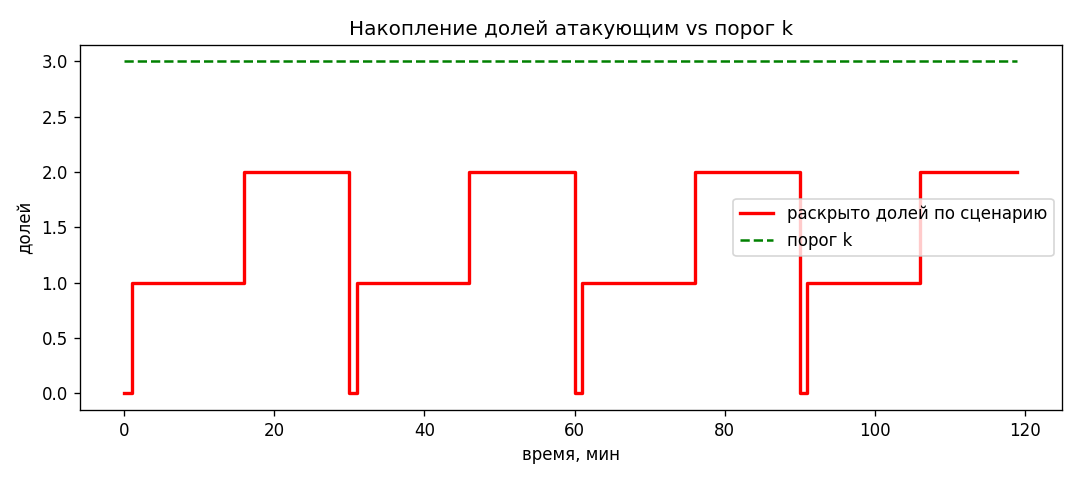 Накопление долей атакующим vs порог k
3.0
2.5
2.0
1.5
1.0
0.5
0.0
долей
раскрыто долей по сценарию
порог k
0 20 40 60 80 100 120
время, мин